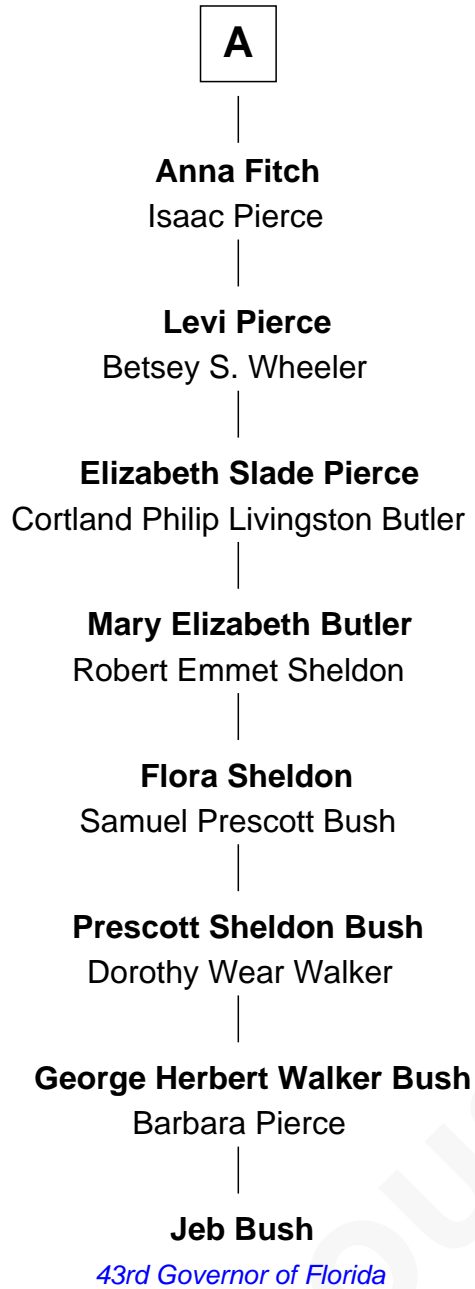 A
Anna Fitch
Isaac Pierce
Levi Pierce
Betsey S. Wheeler
Elizabeth Slade Pierce
Cortland Philip Livingston Butler
Mary Elizabeth Butler
Robert Emmet Sheldon
Flora Sheldon
Samuel Prescott Bush
Prescott Sheldon Bush
Dorothy Wear Walker
George Herbert Walker Bush
Barbara Pierce
Jeb Bush
43rd Governor of Florida